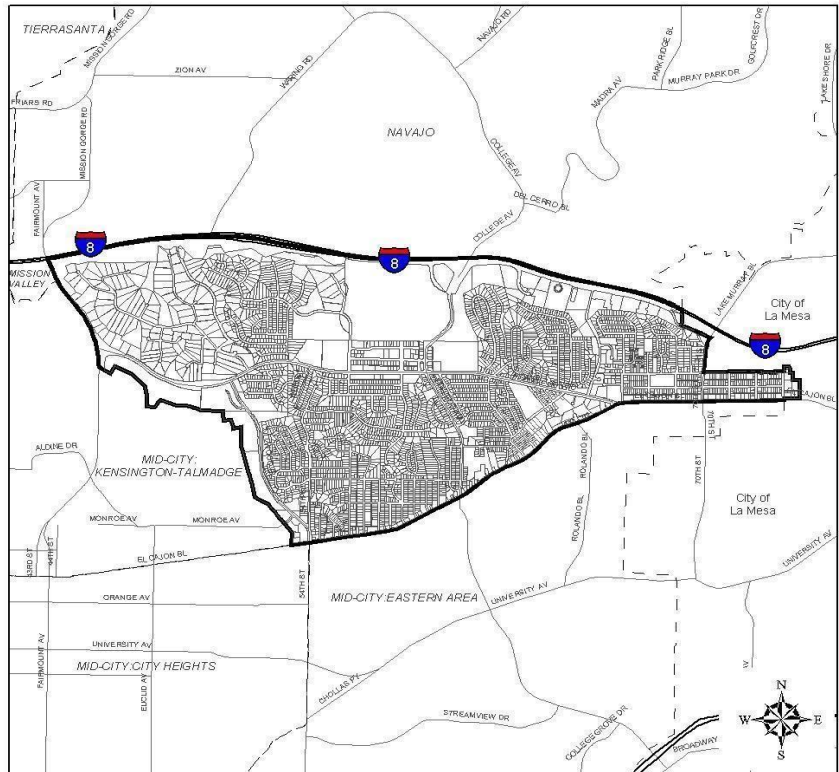 TIERRASANTA
MISSION GORGE RD
ZION AV
WARING RD
NAVAJO RD
PARK RIDGE BL
GOLFCREST DR
MURRAY PARK DR
LAKE SHORE DR
MADRA AV
FRIARS RD
MISSION GORGE RD
NAVAJO
COLLEGE AV
FAIRMOUNT AV
DEL CERRO BL
COLLEGE AV
8
8
MISSION
VALLEY
LAKE MURRAY BL
City of
La Mesa
8
CAJON BL
70TH ST
70TH ST
ALDINE DR
MID-CITY:
KENSINGTON-TALMADGE
ROLANDO BL
City of
La Mesa
MONROE AV
MONROE AV
ROLANDO BL
UNIVERSITY AV
43RD ST
44TH ST
EL CAJON BL
54TH ST
ORANGE AV
MID-CITY:EASTERN AREA
UNIVERSITY AV
UNIVERSITY AV
MID-CITY:CITY HEIGHTS
FAIRMOUNT AV
EUCLID AV
CHOLLAS PY
STREAMVIEW DR
COLLEGE GROVE DR
BROADWAY
N
W E
S